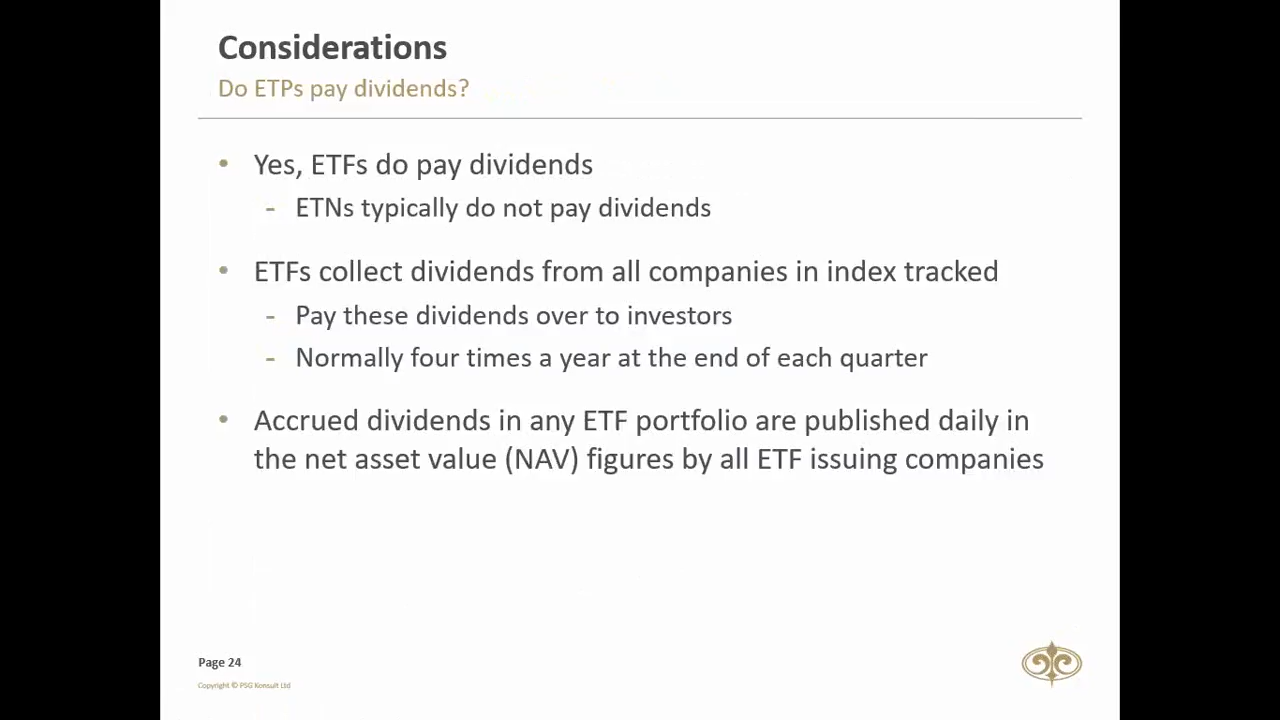 Considerations
Do ETPs pay dividends?
• Yes, ETFs do pay dividends
- ETNs typically do not pay dividends
• ETFs collect dividends from all companies in index tracked
- Pay these dividends over to investors
- Normally four times a year at the end of each quarter
• Accrued dividends in any ETF portfolio are published daily in
the net asset value (NAV) figures by all ETF issuing companies
Page 24
Copyright © PSG Konsult Ltd